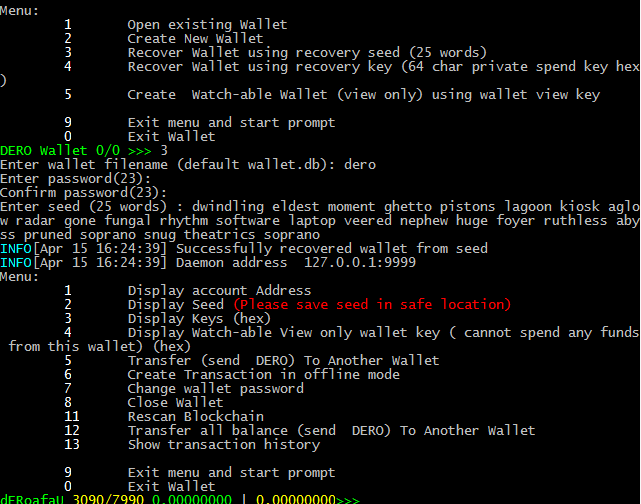 Menu:
1 Open existing Wallet
2 Create New Wallet
3 Recover Wallet using recovery seed (25 words)
4 Recover Wallet using recovery key (64 char private spend key hex
)
5 Create  Watch-able Wallet (view only) using wallet view key
9 Exit menu and start prompt
0 Exit Wallet
DERO Wallet 0/0 >>> 3
Enter wallet filename (default wallet.db): dero
Enter password(23):
Confirm password(23):
Enter seed (25 words) : dwindling eldest moment ghetto pistons lagoon kiosk aglo
w radar gone fungal rhythm software laptop veered nephew huge foyer ruthless aby
ss pruned soprano snug theatrics soprano
INFO[Apr 15 16:24:39] Successfully recovered wallet from seed
INFO[Apr 15 16:24:39] Daemon address  127.0.0.1:9999
Menu:
1 Display account Address
2 Display Seed (Please save seed in safe location)
3 Display Keys (hex)
4 Display Watch-able View only wallet key ( cannot spend any funds
 from this wallet) (hex)
5 Transfer (send  DERO) To Another Wallet
6 Create Transaction in offline mode
7 Change wallet password
8 Close Wallet
11 Rescan Blockchain
12 Transfer all balance (send  DERO) To Another Wallet
13 Show transaction history
9 Exit menu and start prompt
0 Exit Wallet
dERoafaU 3090/7990 0.00000000 | 0.00000000>>>